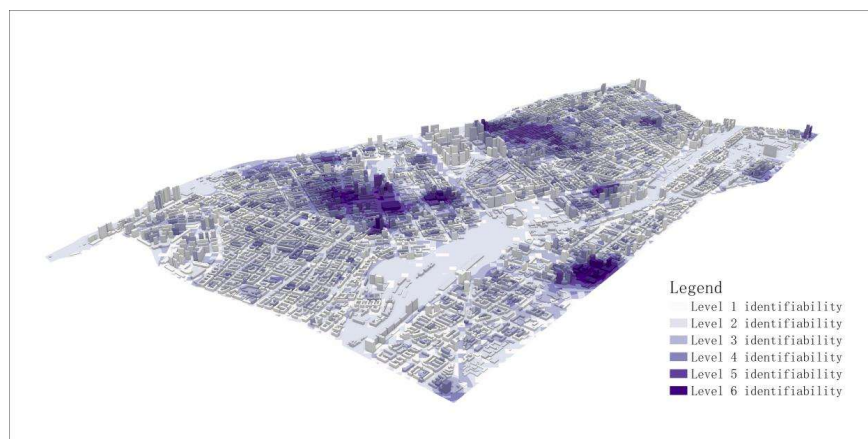 Legend
Level 1 identifiability
Level 2 identifiability
Level 3 identifiability
Level 4 identifiability
Level 5 identifiability
Level 6 identifiability